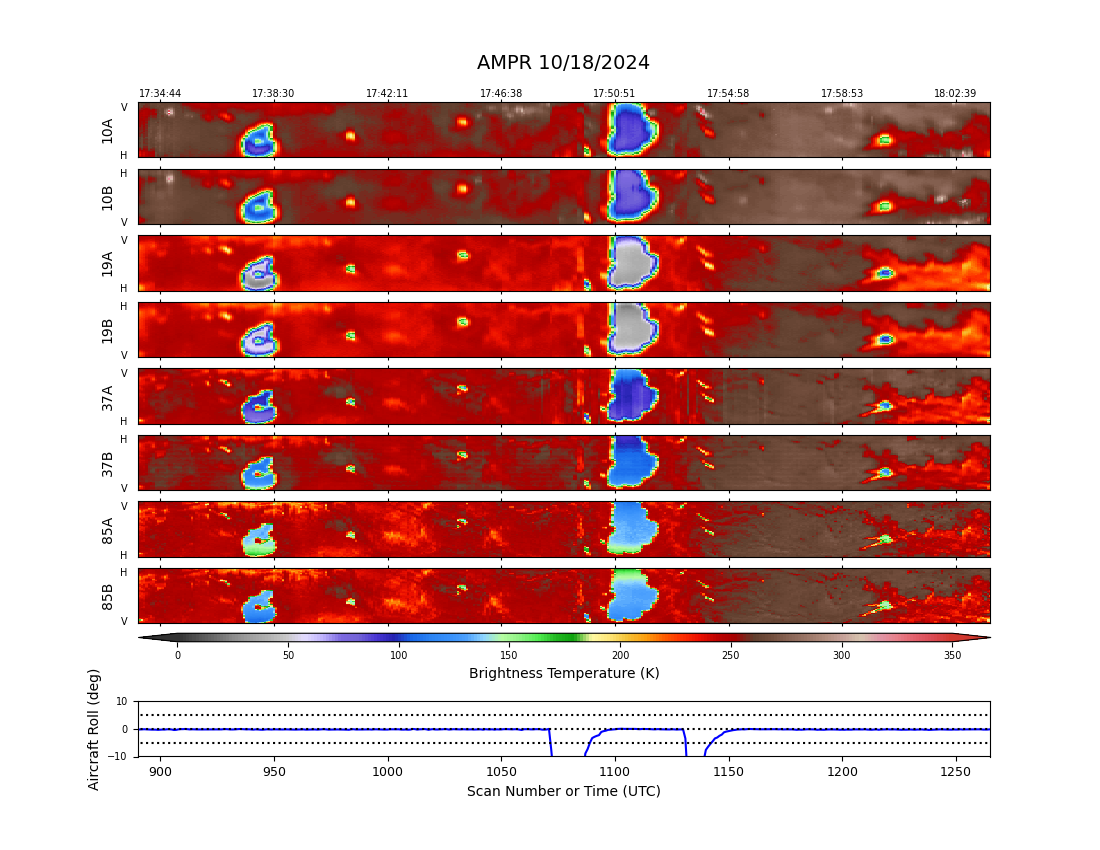 AMPR 10/18/2024
17:34:44 17:38:30 17:42:11 17:46:38 17:50:51 17:54:58 17:58:53 18:02:39
V
10A
H
H
10B
V
V
19A
H
H
19B
V
V
37A
H
H
37B
V
V
85A
H
H
85B
V
0 50 100 150 200 250 300 350
Brightness Temperature (K)
Aircraft Roll (deg)
10
0
−10
900 950 1000 1050 1100 1150 1200 1250
Scan Number or Time (UTC)